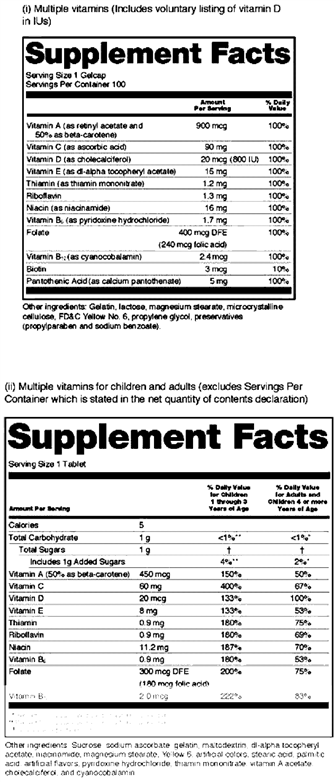 (i) Multiple vitamins (Includes voluntary listing of vitamin D
in IUs)
Supplement Facts
Serving Size 1 Gelcap
Servings Per Container 100
Amount Per Serving % Daily Value
Vitamin A (as retinyl acetate and
50% as beta-carotene) 900 mcg 100%
Vitamin C (as ascorbic acid) 90 mg 100%
Vitamin D (as cholecalciferol) 20 mcg (800 IU) 100%
Vitamin E (as dl-alpha tocopheryl acetate) 15 mg 100%
Thiamin (as thiamin mononitrate) 1.2 mg 100%
Riboflavin 1.3 mg 100%
Niacin (as niacinamide) 16 mg 100%
Vitamin B₆ (as pyridoxine hydrochloride) 1.7 mg 100%
Folate 400 mcg DFE 100%
(240 mcg folic acid)
Vitamin B₁₂ (as cyanocobalamin) 2.4 mcg 100%
Biotin 3 mcg 10%
Pantothenic Acid (as calcium pantothenate) 5 mg 100%
Other ingredients: Gelatin, lactose, magnesium stearate, microcrystalline
cellulose, FD&C Yellow No. 6, propylene glycol, preservatives
(propylparaben and sodium benzoate).
(ii) Multiple vitamins for children and adults (excludes Servings Per
Container which is stated in the net quantity of contents declaration)
Supplement Facts
Serving Size 1 Tablet
Amount Per Serving % Daily Value for Children 1 through 3 Years of Age % Daily Value for Adults and Children 4 or more Years of Age
Calories 5
Total Carbohydrate 1 g <1%** <1%*
Total Sugars 1 g † †
Includes 1g Added Sugars 4%** 2%*
Vitamin A (50% as beta-carotene) 450 mcg 150% 50%
Vitamin C 60 mg 400% 67%
Vitamin D 20 mcg 133% 100%
Vitamin E 8 mg 133% 53%
Thiamin 0.9 mg 180% 75%
Riboflavin 0.9 mg 180% 69%
Niacin 11.2 mg 187% 70%
Vitamin B₆ 0.9 mg 180% 53%
Folate 300 mcg DFE 200% 75%
(180 mcg folic acid)
Vitamin B 2.0 mcg 222% 83%
Other ingredients: Sucrose, sodium ascorbate, gelatin, maltodextrin, dl-alpha tocopheryl
acetate, niacinamide, magnesium stearate, Yellow 5, artificial colors, stearic acid, palmitic
acid, artificial flavors, pyridoxine hydrochloride, thiamin mononitrate, vitamin A acetate,
cholecalciferol, and cyanocobalamin.